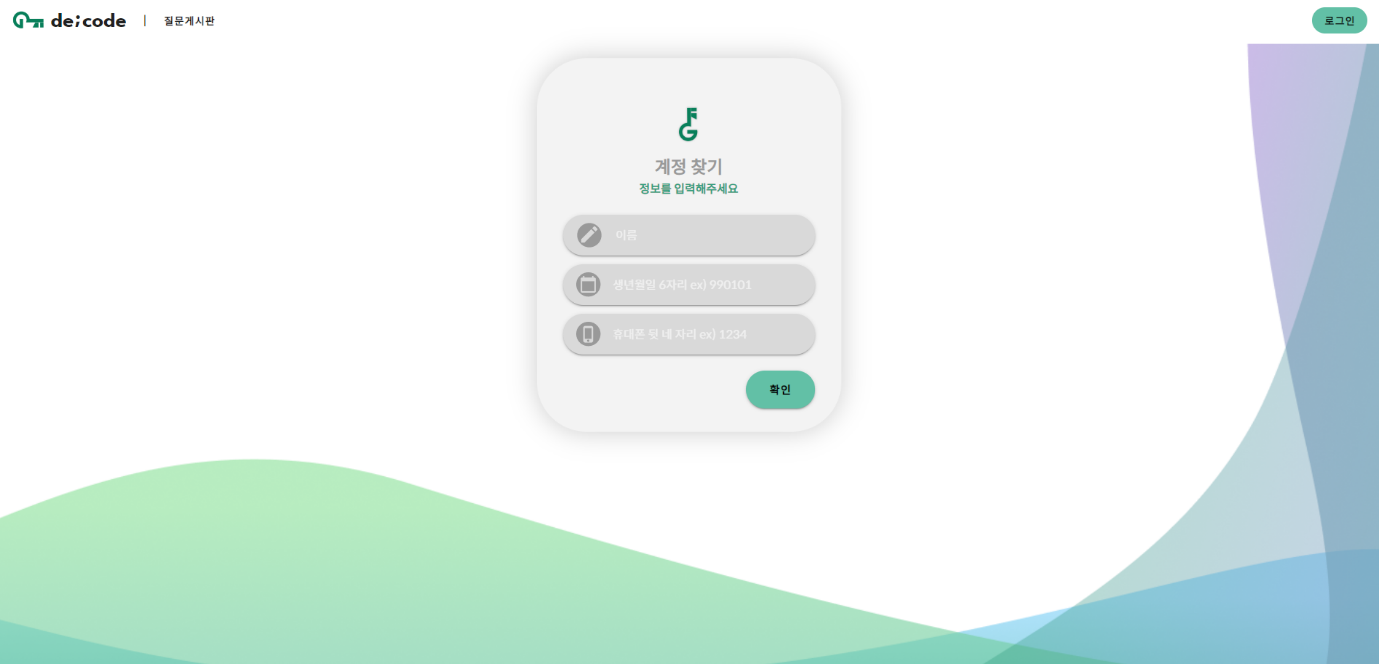 de;code | 질문게시판
로그인
계정 찾기
정보를 입력해주세요
이름
생년월일 6자리 ex) 990101
휴대폰 뒷 네 자리 ex) 1234
확인